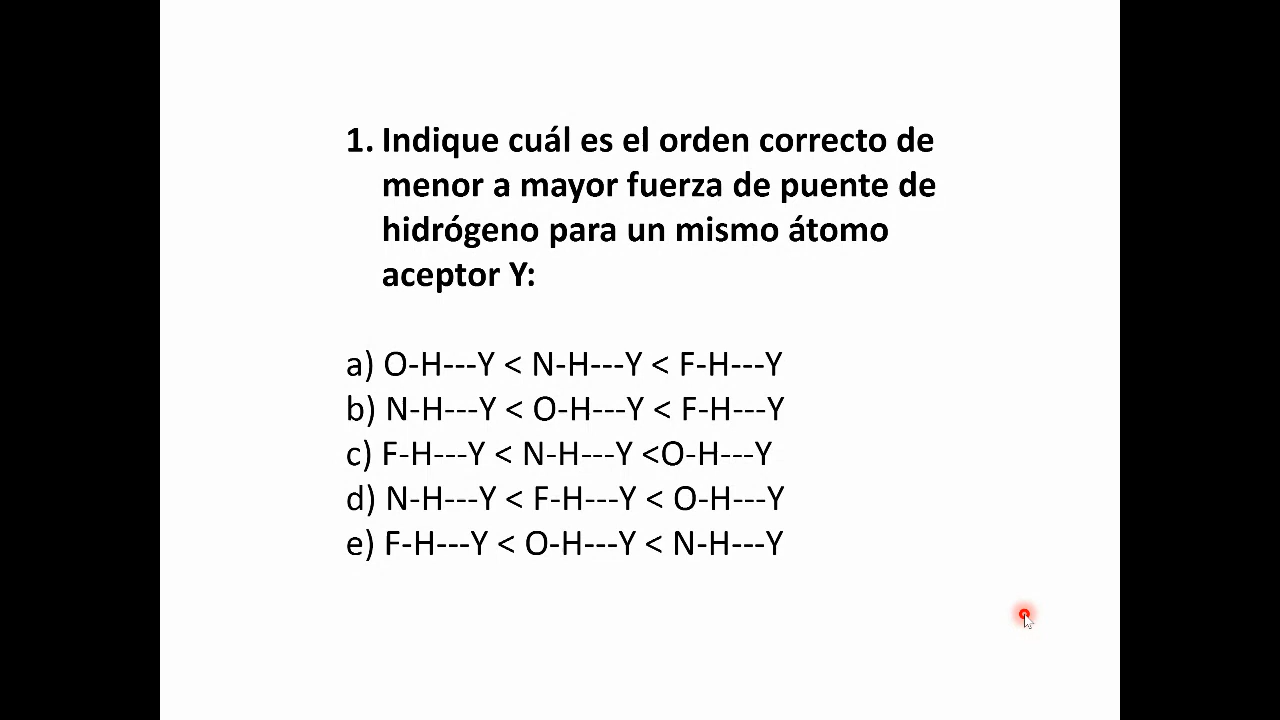 1. Indique cuál es el orden correcto de
menor a mayor fuerza de puente de
hidrógeno para un mismo átomo
aceptor Y:
a) O-H---Y < N-H---Y < F-H---Y
b) N-H---Y < O-H---Y < F-H---Y
c) F-H---Y < N-H---Y <O-H---Y
d) N-H---Y < F-H---Y < O-H---Y
e) F-H---Y < O-H---Y < N-H---Y